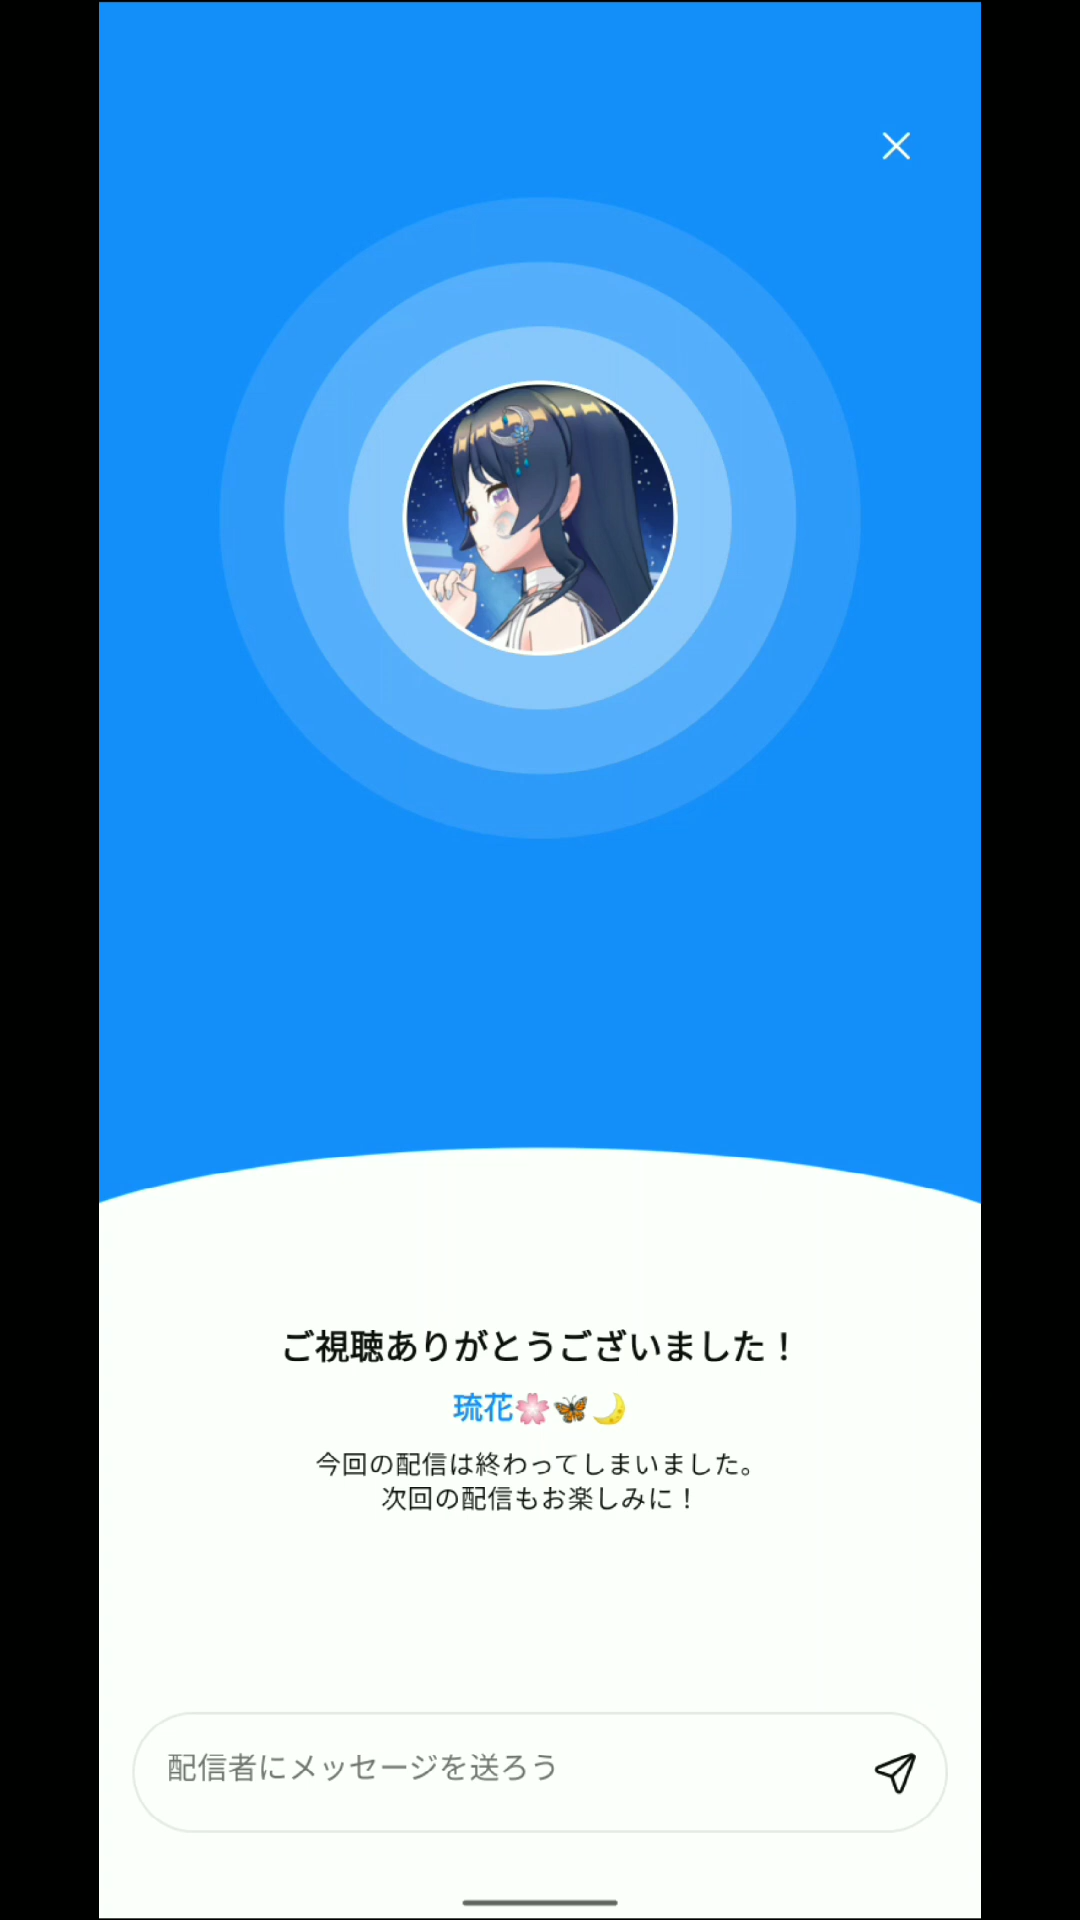 ご視聴ありがとうございました！
琉花🌸🦋🌙
今回の配信は終わってしまいました。
次回の配信もお楽しみに！
配信者にメッセージを送ろう